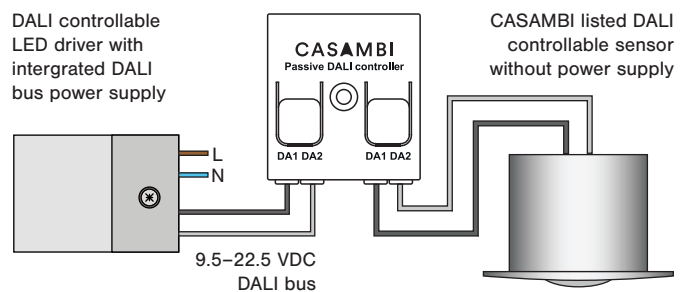 DALI controllable
LED driver with
intergrated DALI
bus power supply
CASAMBI
Passive DALI controller
CASAMBI listed DALI
controllable sensor
without power supply
DA1 DA2
DA1 DA2
L
N
9.5–22.5 VDC
DALI bus